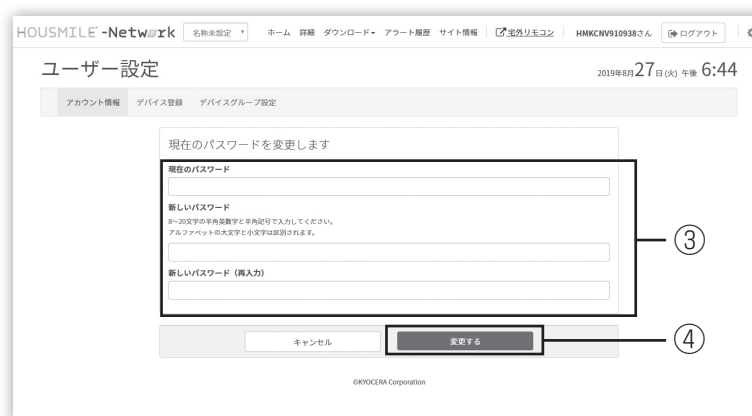 HOUSMILE-Network 名称未設定 ▼ ホーム 詳細 ダウンロード▾ アラート履歴 サイト情報 宅外リモコン HMKCNV910938さん ログアウト
ユーザー設定
2019年8月27日(火) 午後 6:44
アカウント情報 デバイス登録 デバイスグループ設定
現在のパスワードを変更します
現在のパスワード
新しいパスワード
8〜20文字の半角英数字と半角記号で入力してください。
アルファベットの大文字と小文字は区別されます。
③
新しいパスワード（再入力）
キャンセル 変更する ④
©KYOCERA Corporation